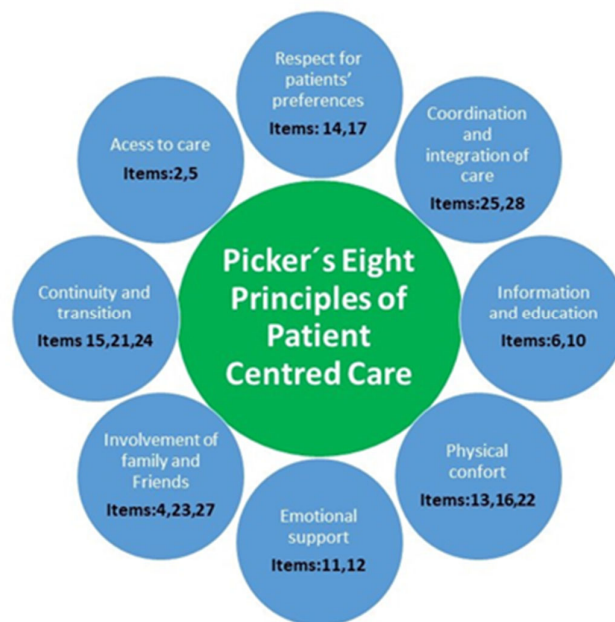 Respect for
patients'
preferences
Items: 14,17
Coordination
and
integration of
care
Items:25,28
Information
and education
Items:6,10
Physical
confort
Items:13,16,22
Emotional
support
Items:11,12
Involvement of
family and
Friends
Items:4,23,27
Continuity and
transition
Items 15,21,24
Acess to care
Items:2,5
Picker´s Eight
Principles of
Patient
Centred Care